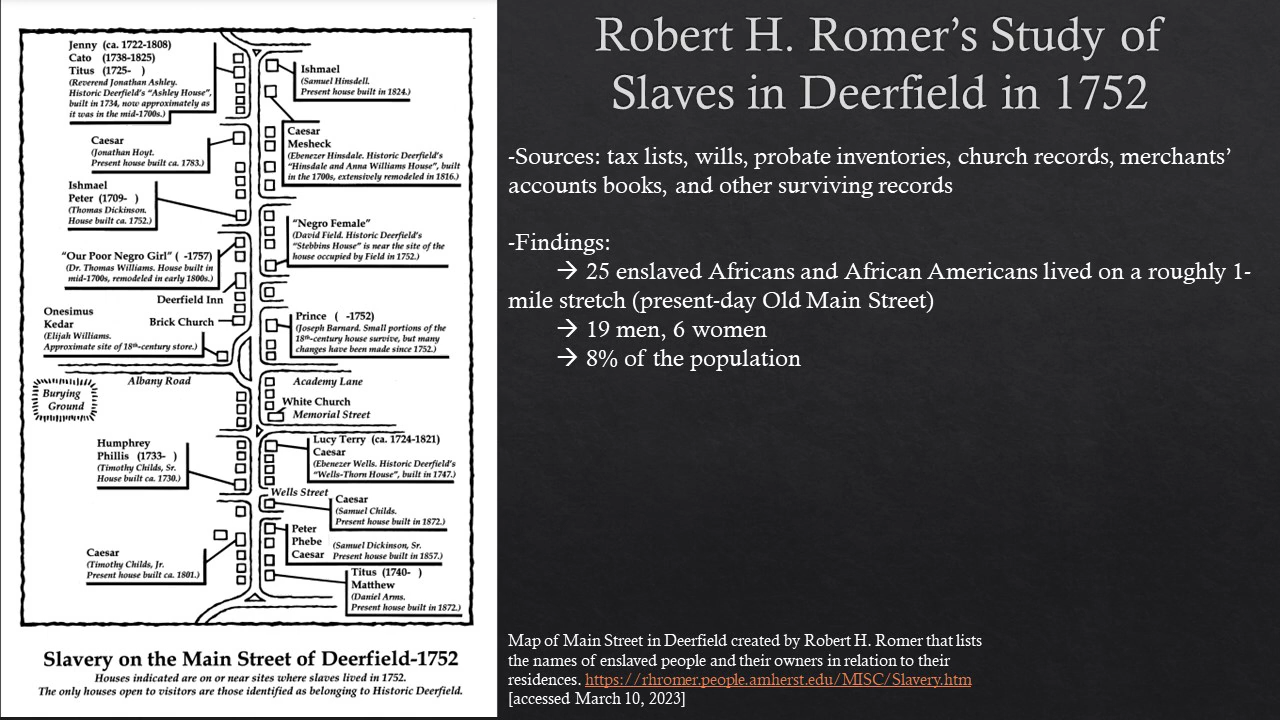 Robert H. Romer's Study of
Slaves in Deerfield in 1752
-Sources: tax lists, wills, probate inventories, church records, merchants'
accounts books, and other surviving records
-Findings:
→ 25 enslaved Africans and African Americans lived on a roughly 1-
mile stretch (present-day Old Main Street)
→ 19 men, 6 women
→ 8% of the population
Jenny (ca. 1722-1808)
Cato (1738-1825)
Titus (1725- )
(Reverend Jonathan Ashley.
Historic Deerfield's "Ashley House",
built in 1734, now approximately as
it was in the mid-1700s.)
Ishmael
(Samuel Hinsdell.
Present house built in 1824.)
Caesar
(Jonathan Hoyt.
Present house built ca. 1783.)
Caesar
Mesheck
(Ebenezer Hinsdale. Historic Deerfield's
"Hinsdale and Anna Williams House", built
in the 1700s, extensively remodeled in 1816.)
Ishmael
Peter (1709- )
(Thomas Dickinson.
House built ca. 1752.)
"Negro Female"
(David Field. Historic Deerfield's
"Stebbins House" is near the site of the
house occupied by Field in 1752.)
"Our Poor Negro Girl" ( -1757)
(Dr. Thomas Williams. House built in
mid-1700s, remodeled in early 1800s.)
Deerfield Inn
Brick Church
Onesimus
Kedar
(Elijah Williams.
Approximate site of 18th-century store.)
Prince ( -1752)
(Joseph Barnard. Small portions of the
18th-century house survive, but many
changes have been made since 1752.)
Albany Road
Academy Lane
Burying
Ground
White Church
Memorial Street
Humphrey
Phillis (1733- )
(Timothy Childs, Sr.
House built ca. 1730.)
Lucy Terry (ca. 1724-1821)
Caesar
(Ebenezer Wells. Historic Deerfield's
"Wells-Thorn House", built in 1747.)
Wells Street
Caesar
(Samuel Childs.
Present house built in 1872.)
Peter
Phebe
Caesar
(Samuel Dickinson, Sr.
Present house built in 1857.)
Caesar
(Timothy Childs, Jr.
Present house built ca. 1801.)
Titus (1740- )
Matthew
(Daniel Arms.
Present house built in 1872.)
Slavery on the Main Street of Deerfield-1752
Houses indicated are on or near sites where slaves lived in 1752.
The only houses open to visitors are those identified as belonging to Historic Deerfield.
Map of Main Street in Deerfield created by Robert H. Romer that lists
the names of enslaved people and their owners in relation to their
residences. https://rhromer.people.amherst.edu/MISC/Slavery.htm
[accessed March 10, 2023]